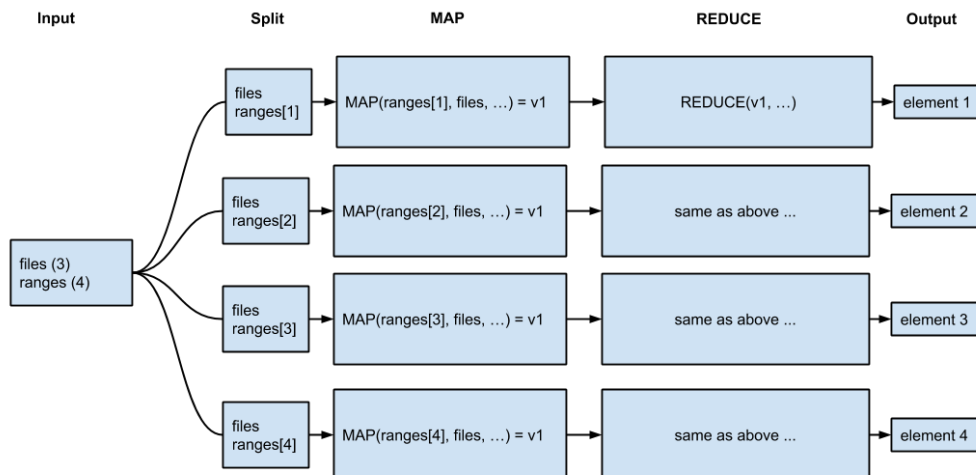 Input
Split
MAP
REDUCE
Output
files
ranges[1]
MAP(ranges[1], files, …) = v1
REDUCE(v1, …)
element 1
files
ranges[2]
MAP(ranges[2], files, …) = v1
same as above ...
element 2
files (3)
ranges (4)
files
ranges[3]
MAP(ranges[3], files, …) = v1
same as above ...
element 3
files
ranges[4]
MAP(ranges[4], files, …) = v1
same as above ...
element 4